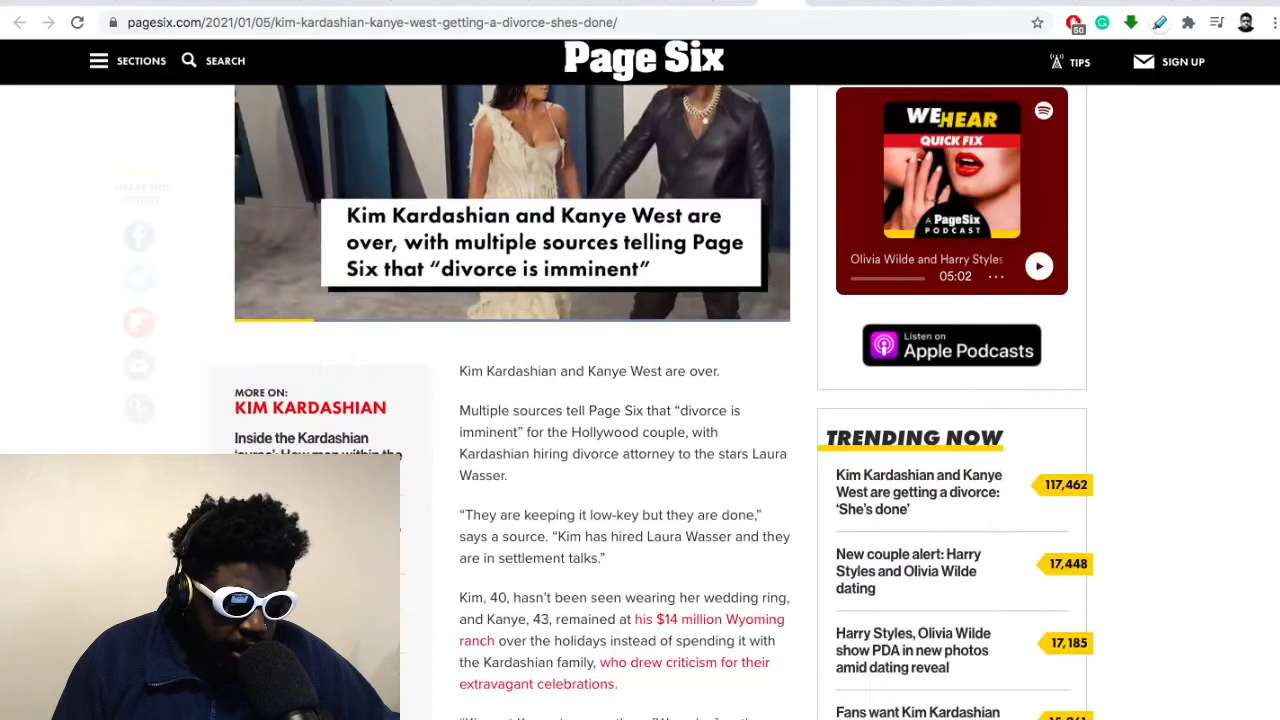 pagesix.com/2021/01/05/kim-kardashian-kanye-west-getting-a-divorce-shes-done/
50
SECTIONS
SEARCH
Page Six
TIPS
SIGN UP
SHARE THIS
Kim Kardashian and Kanye West are
over, with multiple sources telling Page
Six that “divorce is imminent”
WE HEAR
QUICK FIX
A PageSix
PODCAST
Olivia Wilde and Harry Styles
05:02
Listen on
Apple Podcasts
MORE ON:
KIM KARDASHIAN
Inside the Kardashian
Kim Kardashian and Kanye West are over.
Multiple sources tell Page Six that “divorce is
imminent” for the Hollywood couple, with
Kardashian hiring divorce attorney to the stars Laura
Wasser.
“They are keeping it low-key but they are done,”
says a source. “Kim has hired Laura Wasser and they
are in settlement talks.”
Kim, 40, hasn’t been seen wearing her wedding ring,
and Kanye, 43, remained at his $14 million Wyoming
ranch over the holidays instead of spending it with
the Kardashian family, who drew criticism for their
extravagant celebrations.
TRENDING NOW
Kim Kardashian and Kanye
West are getting a divorce:
‘She’s done’
117,462
New couple alert: Harry
Styles and Olivia Wilde
dating
17,448
Harry Styles, Olivia Wilde
show PDA in new photos
amid dating reveal
17,185
Fans want Kim Kardashian